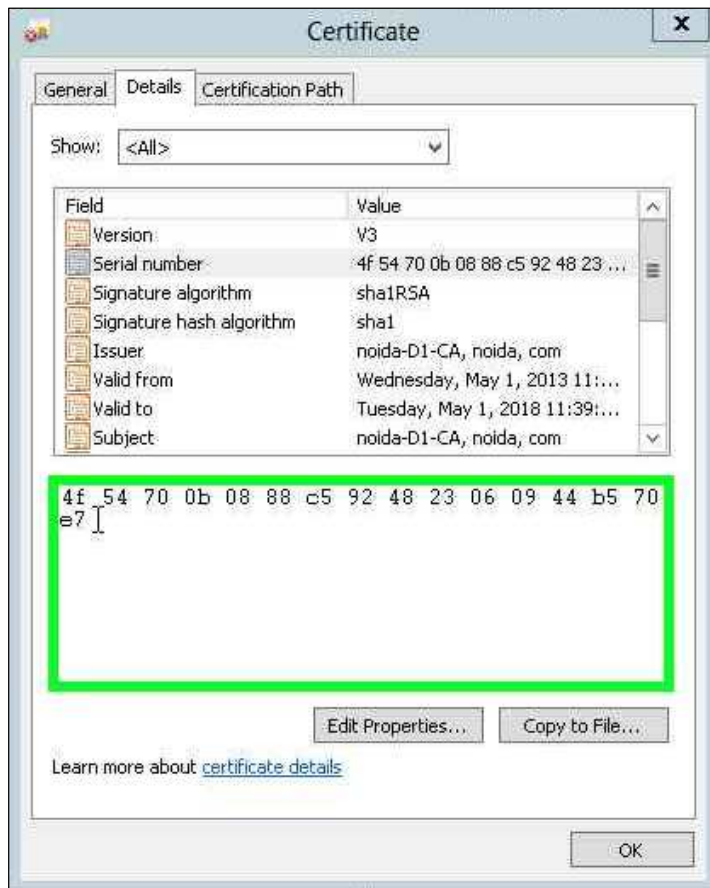 Certificate
x
General Details Certification Path
Show: <All>
Field Value
Version V3
Serial number 4f 54 70 0b 08 88 c5 92 48 23 ...
Signature algorithm sha1RSA
Signature hash algorithm sha1
Issuer noida-D1-CA, noida, com
Valid from Wednesday, May 1, 2013 11:...
Valid to Tuesday, May 1, 2018 11:39:...
Subject noida-D1-CA, noida, com
4f 54 70 0b 08 88 c5 92 48 23 06 09 44 b5 70
e7
Edit Properties... Copy to File...
Learn more about certificate details
OK